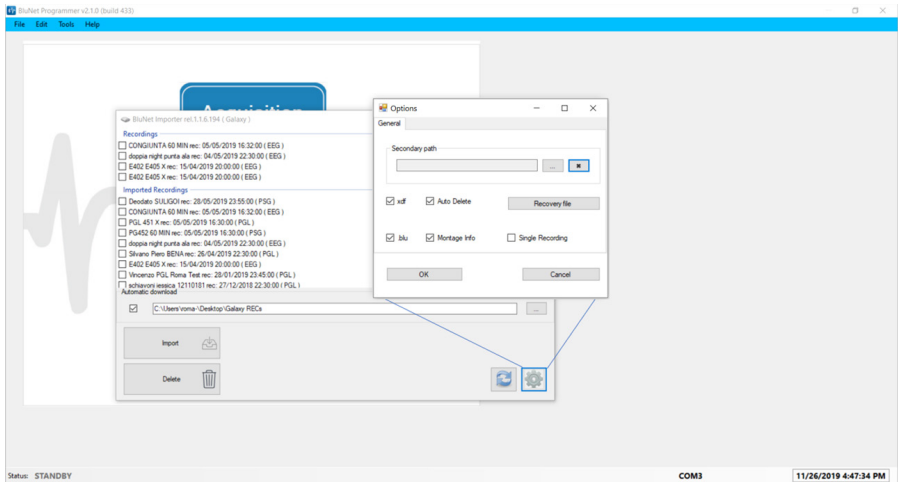 BluNet Programmer v2.1.0 (build 433)
File Edit Tools Help
Acquisition
BluNet Importer rel.1.1.6.194 ( Galaxy )
Recordings
CONGIUNTA 60 MIN rec: 05/05/2019 16:32:00 ( EEG )
doppia right punta ala rec: 04/05/2019 22:30:00 ( EEG )
E402 E405 X rec: 15/04/2019 20:00:00 ( EEG )
E402 E405 X rec: 15/04/2019 20:00:00 ( EEG )
Imported Recordings
Deodato SULIGOI rec: 28/05/2019 23:55:00 ( PSG )
CONGIUNTA 60 MIN rec: 05/05/2019 16:32:00 ( EEG )
PGL 451 X rec: 05/05/2019 16:30:00 ( PGL )
PG452 60 MIN rec: 05/05/2019 16:30:00 ( PSG )
doppia right punta ala rec: 04/05/2019 22:30:00 ( EEG )
Silvano Piero BENA rec: 26/04/2019 22:30:00 ( PGL )
E402 E405 X rec: 15/04/2019 20:00:00 ( EEG )
Vincenzo PGL Roma Test rec: 28/01/2019 23:45:00 ( PGL )
schiavoni jessica 12110181 rec: 27/12/2018 22:30:00 ( PGL )
Automatic download
C:\Users\roma-\Desktop\Galaxy RECs
...
Import
Delete
Options
General
Secondary path
...
xdf Auto Delete Recovery file
.blu Montage Info Single Recording
OK Cancel
Status: STANDBY COM3 11/26/2019 4:47:34 PM